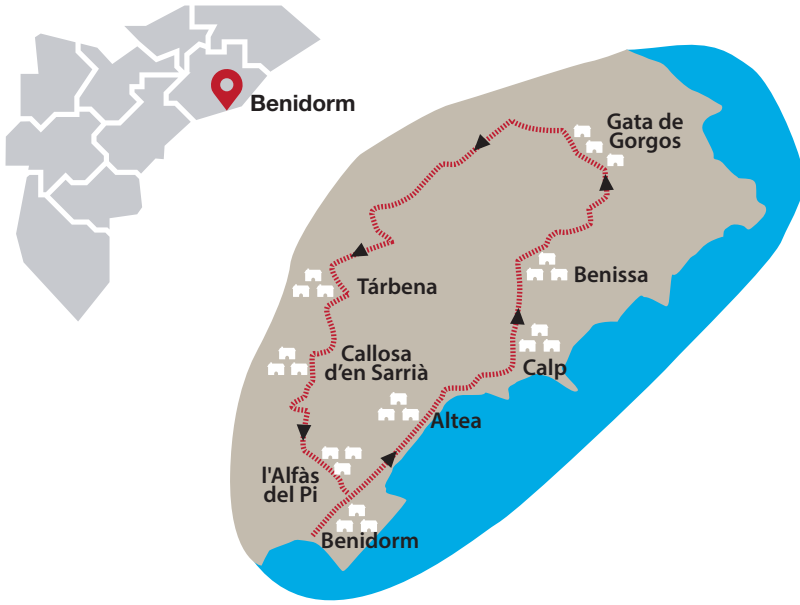 Benidorm
Gata de
Gorgos
Benissa
Tárbena
Callosa
d'en Sarrià
Calp
Altea
l'Alfàs
del Pi
Benidorm